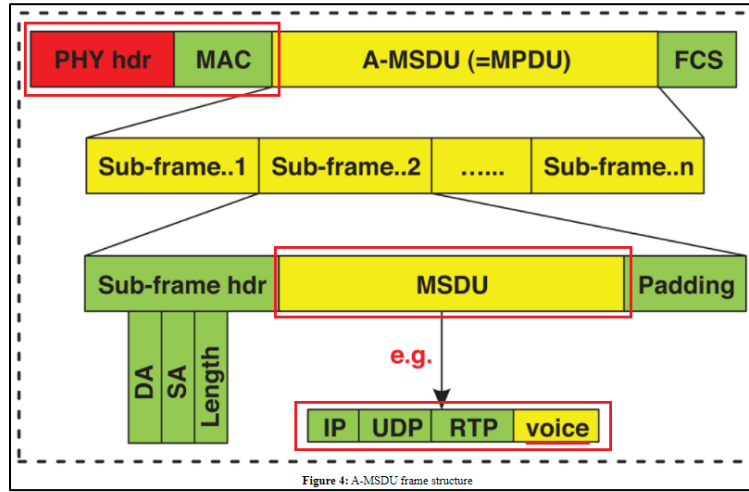 PHY hdr MAC A-MSDU (=MPDU) FCS
Sub-frame..1 Sub-frame..2 ...... Sub-frame..n
Sub-frame hdr MSDU Padding
DA SA Length
e.g.
IP UDP RTP voice
Figure 4: A-MSDU frame structure